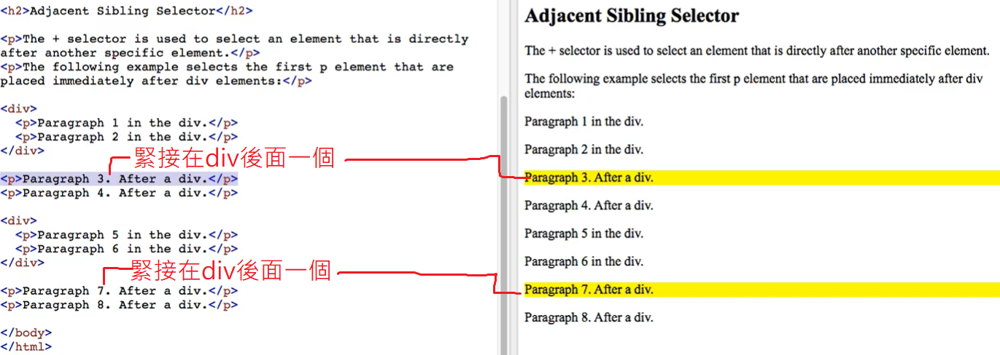 <h2>Adjacent Sibling Selector</h2>
<p>The + selector is used to select an element that is directly
after another specific element.</p>
<p>The following example selects the first p element that are
placed immediately after div elements:</p>
<div>
<p>Paragraph 1 in the div.</p>
<p>Paragraph 2 in the div.</p>
</div>
緊接在div後面一個
<p>Paragraph 3. After a div.</p>
<p>Paragraph 4. After a div.</p>
<div>
<p>Paragraph 5 in the div.</p>
<p>Paragraph 6 in the div.</p>
</div>
緊接在div後面一個
<p>Paragraph 7. After a div.</p>
<p>Paragraph 8. After a div.</p>
</body>
</html>
Adjacent Sibling Selector
The + selector is used to select an element that is directly after another specific element.
The following example selects the first p element that are placed immediately after div
elements:
Paragraph 1 in the div.
Paragraph 2 in the div.
Paragraph 3. After a div.
Paragraph 4. After a div.
Paragraph 5 in the div.
Paragraph 6 in the div.
Paragraph 7. After a div.
Paragraph 8. After a div.